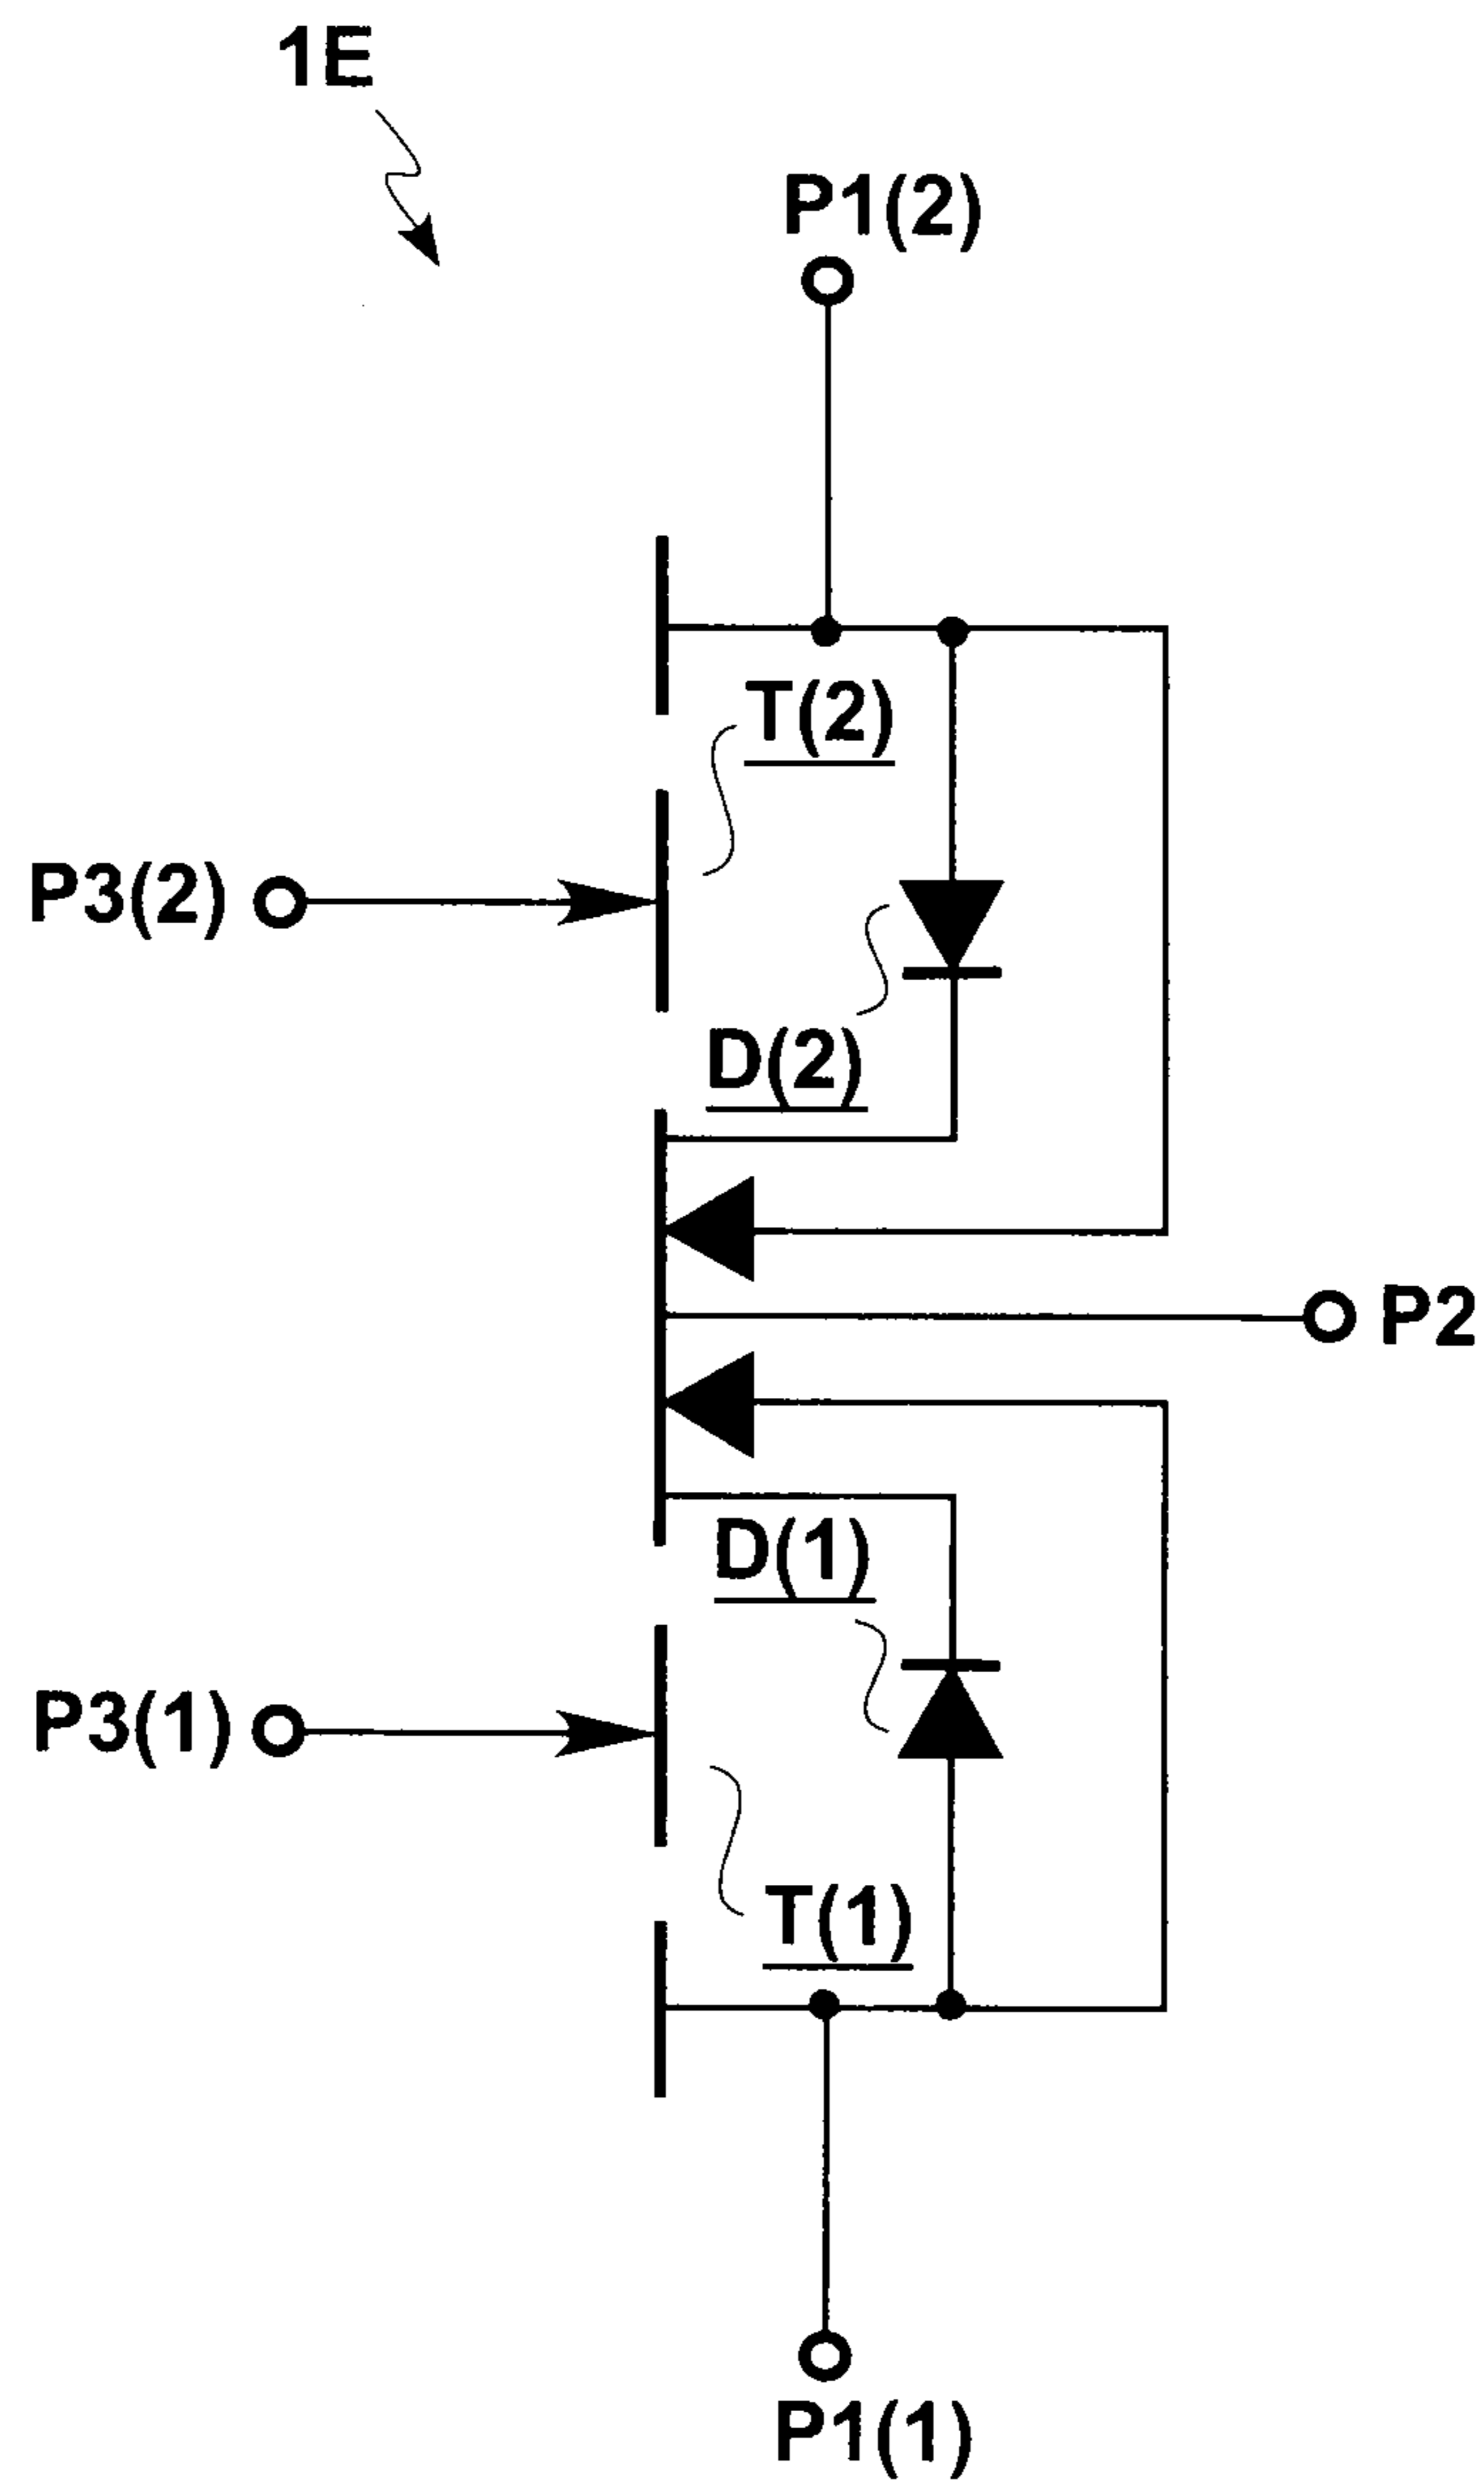 1E
P1(2)
T(2)
P3(2)
D(2)
P2
D(1)
P3(1)
T(1)
P1(1)